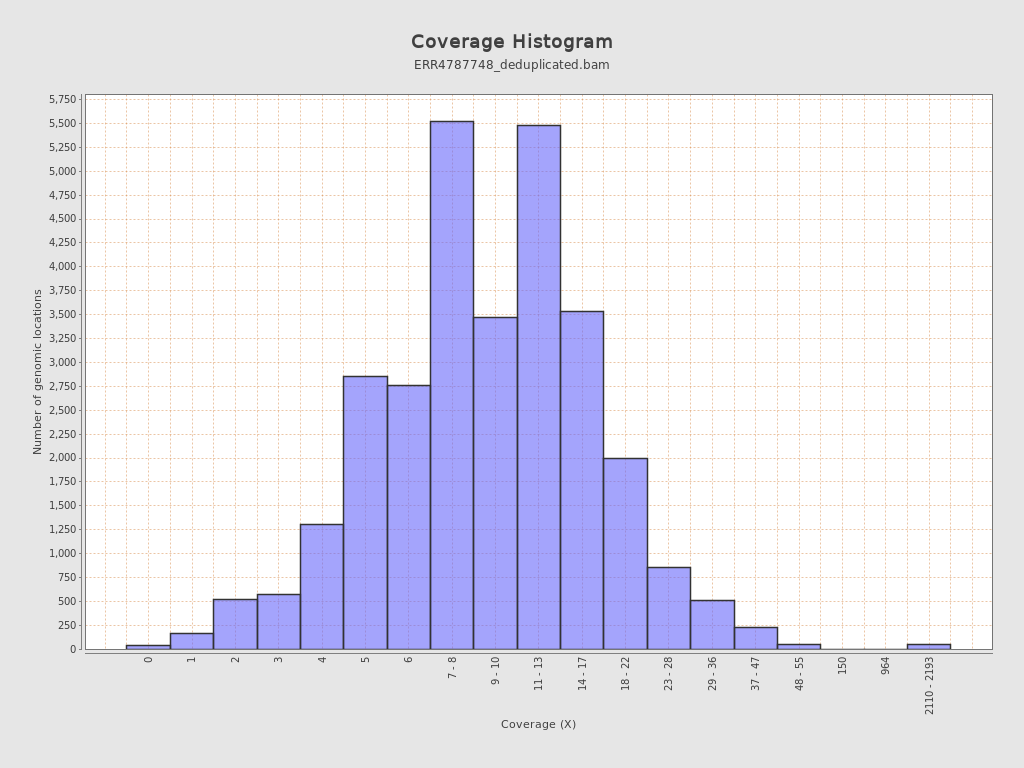 Coverage Histogram
ERR4787748_deduplicated.bam
5,750
5,500
5,250
5,000
4,750
4,500
4,250
4,000
3,750
3,500
3,250
3,000
2,750
2,500
2,250
2,000
1,750
1,500
1,250
1,000
750
500
250
0
Number of genomic locations
0
1
2
3
4
5
6
7 - 8
9 - 10
11 - 13
14 - 17
18 - 22
23 - 28
29 - 36
37 - 47
48 - 55
150
964
2110 - 2193
Coverage (X)